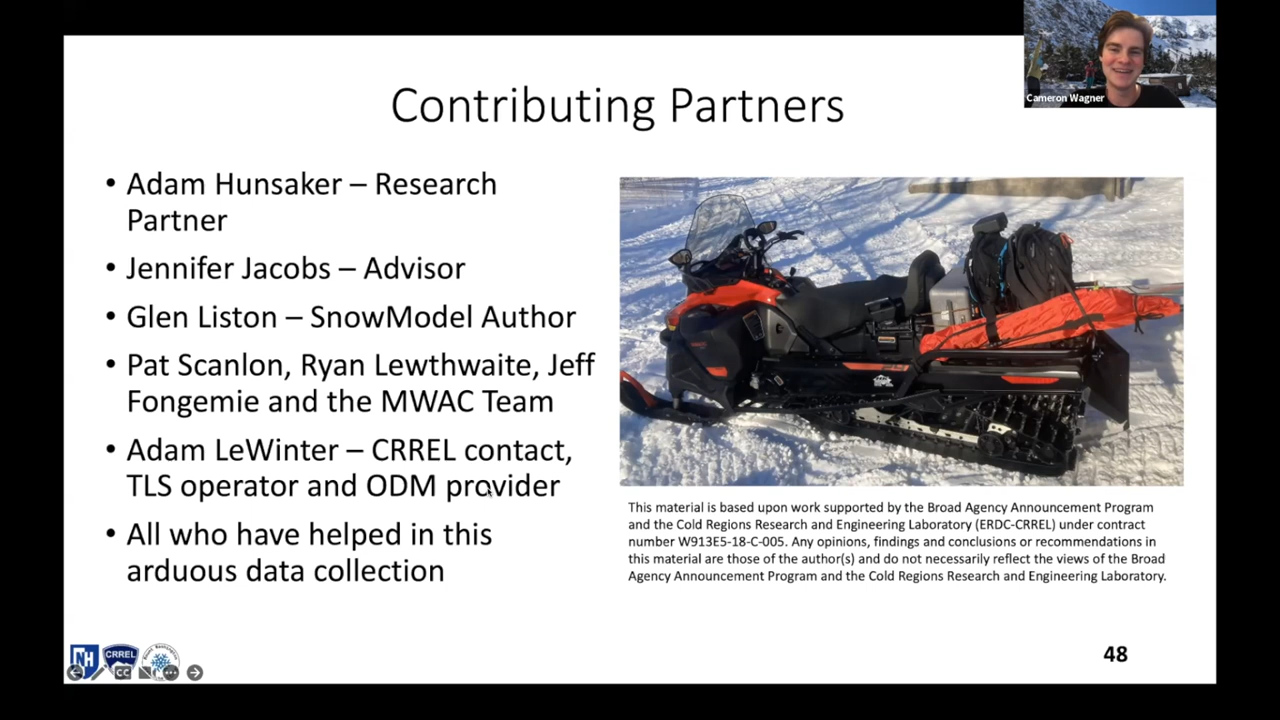 Cameron Wagner
Contributing Partners
• Adam Hunsaker – Research
Partner
• Jennifer Jacobs – Advisor
• Glen Liston – SnowModel Author
• Pat Scanlon, Ryan Lewthwaite, Jeff
Fongemie and the MWAC Team
• Adam LeWinter – CRREL contact,
TLS operator and ODM provider
• All who have helped in this
arduous data collection
This material is based upon work supported by the Broad Agency Announcement Program
and the Cold Regions Research and Engineering Laboratory (ERDC-CRREL) under contract
number W913E5-18-C-005. Any opinions, findings and conclusions or recommendations in
this material are those of the author(s) and do not necessarily reflect the views of the Broad
Agency Announcement Program and the Cold Regions Research and Engineering Laboratory.
NH
CRREL
CC
48